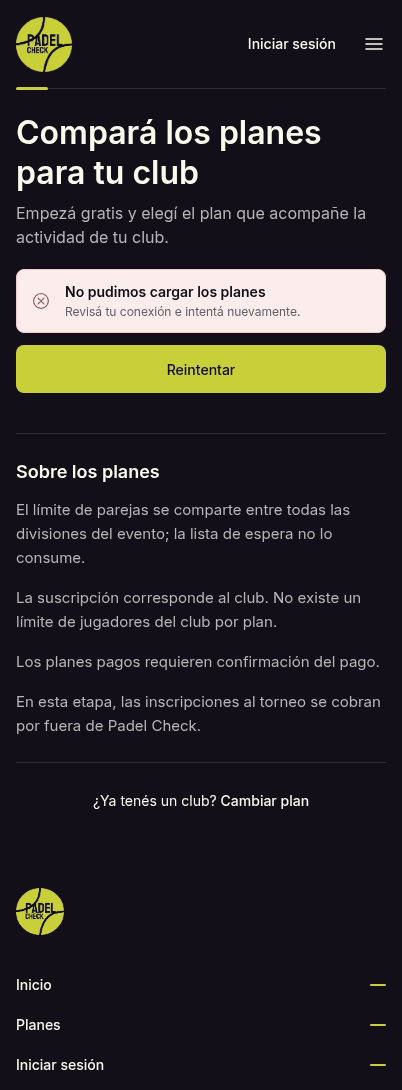 PADEL
CHECK
Iniciar sesión
Compará los planes
para tu club
Empezá gratis y elegí el plan que acompañe la
actividad de tu club.
No pudimos cargar los planes
Revisá tu conexión e intentá nuevamente.
Reintentar
Sobre los planes
El límite de parejas se comparte entre todas las
divisiones del evento; la lista de espera no lo
consume.
La suscripción corresponde al club. No existe un
límite de jugadores del club por plan.
Los planes pagos requieren confirmación del pago.
En esta etapa, las inscripciones al torneo se cobran
por fuera de Padel Check.
¿Ya tenés un club? Cambiar plan
PADEL
CHECK
Inicio
Planes
Iniciar sesión